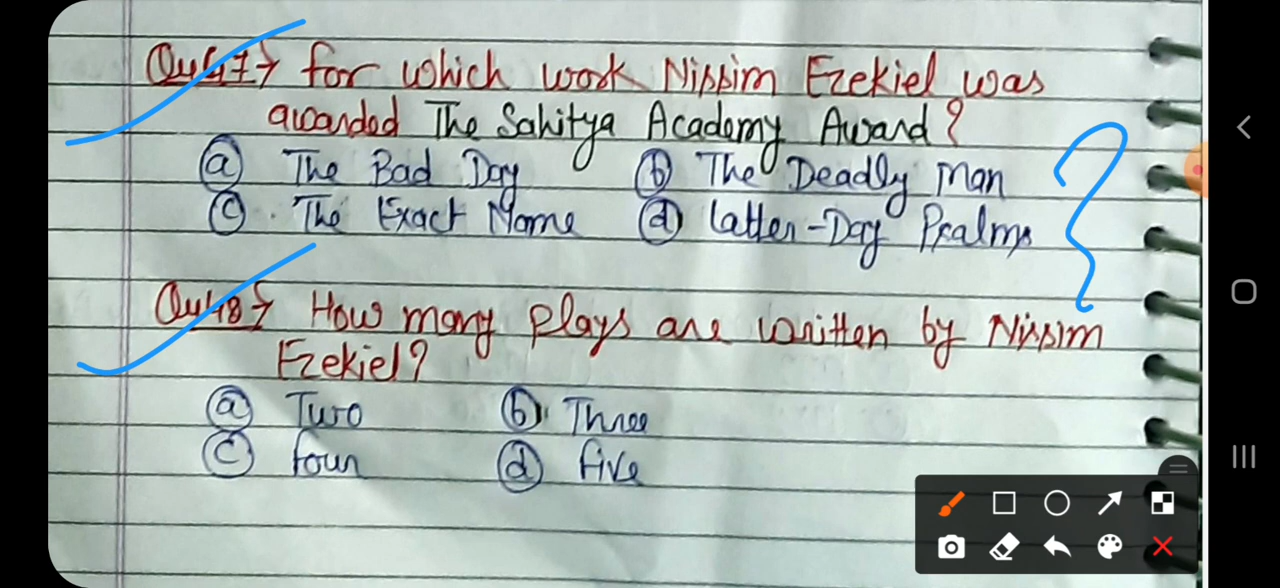 Qu47→ for which work Nissim Ezekiel was
awarded The Sahitya Academy Award?
ⓐ The Bad Day ⓑ The Deadly Man
ⓒ The Exact Name ⓓ Latter-Day Psalms
Qu48→ How many plays are written by Nissim
Ezekiel?
ⓐ Two ⓑ Three
ⓒ four ⓓ five